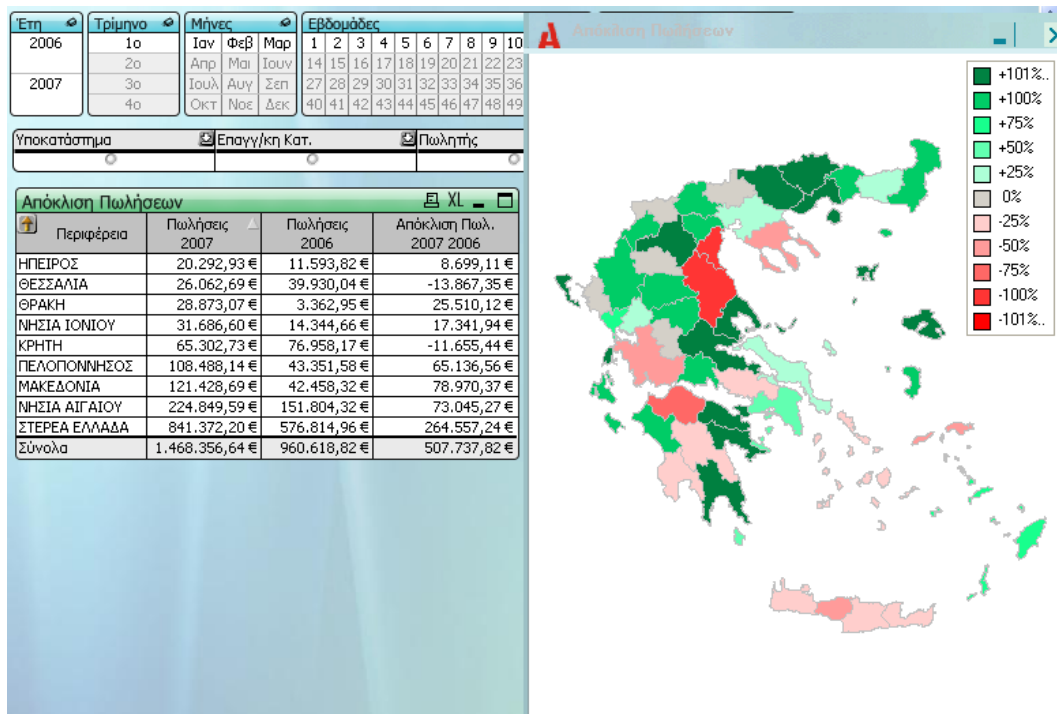 Έτη Τρίμηνο Μήνες Εβδομάδες
2006 1ο Ιαν Φεβ Μαρ 1 2 3 4 5 6 7 8 9 10
2ο Απρ Μαι Ιουν 14 15 16 17 18 19 20 21 22 23
2007 3ο Ιουλ Αυγ Σεπ 27 28 29 30 31 32 33 34 35 36
4ο Οκτ Νοε Δεκ 40 41 42 43 44 45 46 47 48 49
Υποκατάστημα Επαγγ/κη Κατ. Πωλητής
Απόκλιση Πωλήσεων XL
Περιφέρεια Πωλήσεις 2007 Πωλήσεις 2006 Απόκλιση Πωλ. 2007 2006
ΗΠΕΙΡΟΣ 20.292,93 € 11.593,82 € 8.699,11 €
ΘΕΣΣΑΛΙΑ 26.062,69 € 39.930,04 € -13.867,35 €
ΘΡΑΚΗ 28.873,07 € 3.362,95 € 25.510,12 €
ΝΗΣΙΑ ΙΟΝΙΟΥ 31.686,60 € 14.344,66 € 17.341,94 €
ΚΡΗΤΗ 65.302,73 € 76.958,17 € -11.655,44 €
ΠΕΛΟΠΟΝΝΗΣΟΣ 108.488,14 € 43.351,58 € 65.136,56 €
ΜΑΚΕΔΟΝΙΑ 121.428,69 € 42.458,32 € 78.970,37 €
ΝΗΣΙΑ ΑΙΓΑΙΟΥ 224.849,59 € 151.804,32 € 73.045,27 €
ΣΤΕΡΕΑ ΕΛΛΑΔΑ 841.372,20 € 576.814,96 € 264.557,24 €
Σύνολα 1.468.356,64 € 960.618,82 € 507.737,82 €
Απόκλιση Πωλήσεων
+101%..
+100%
+75%
+50%
+25%
0%
-25%
-50%
-75%
-100%
-101%..